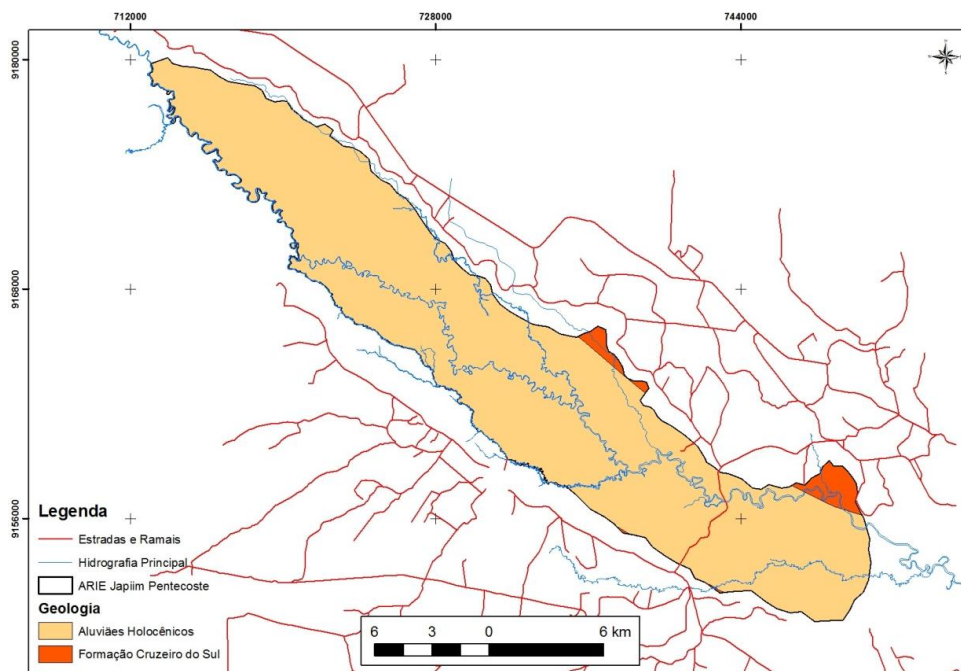 712000 728000 744000
9180000
9168000
9156000
Legenda
Estradas e Ramais
Hidrografia Principal
ARIE Japiim Pentecoste
Geologia
Aluviães Holocênicos
Formação Cruzeiro do Sul
6 3 0 6 km